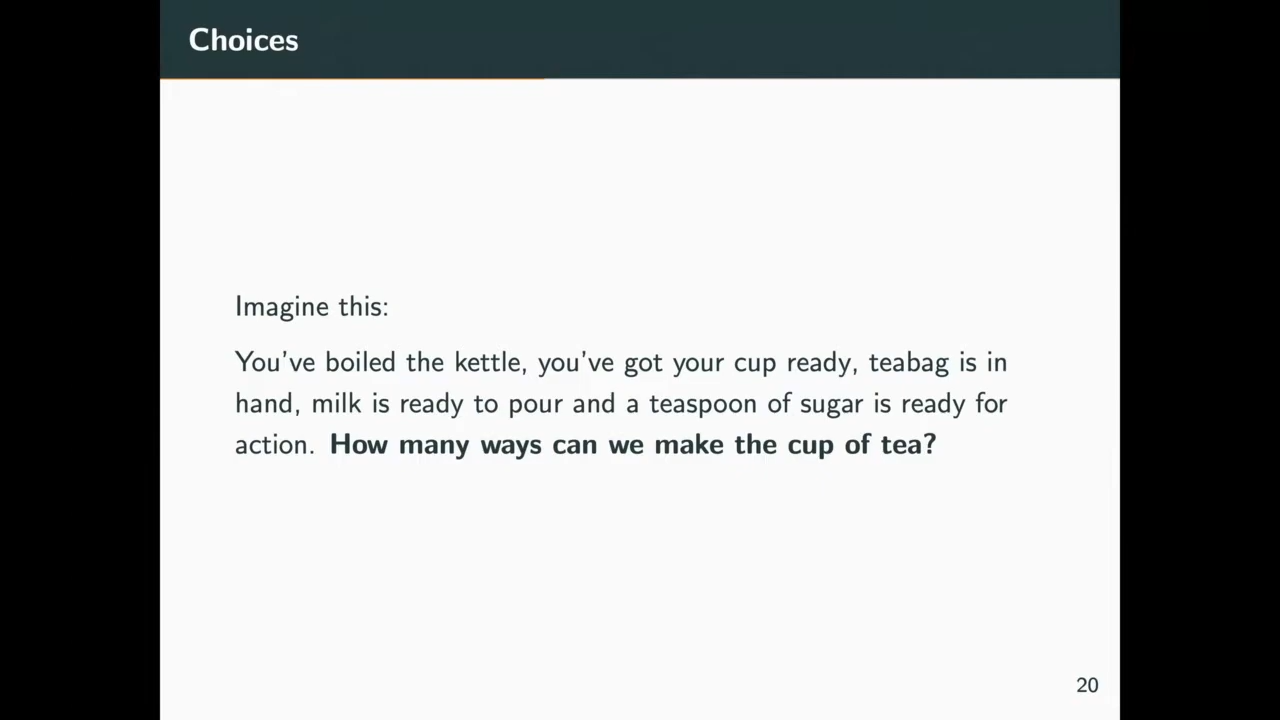 Choices
Imagine this:
You've boiled the kettle, you've got your cup ready, teabag is in
hand, milk is ready to pour and a teaspoon of sugar is ready for
action. How many ways can we make the cup of tea?
20